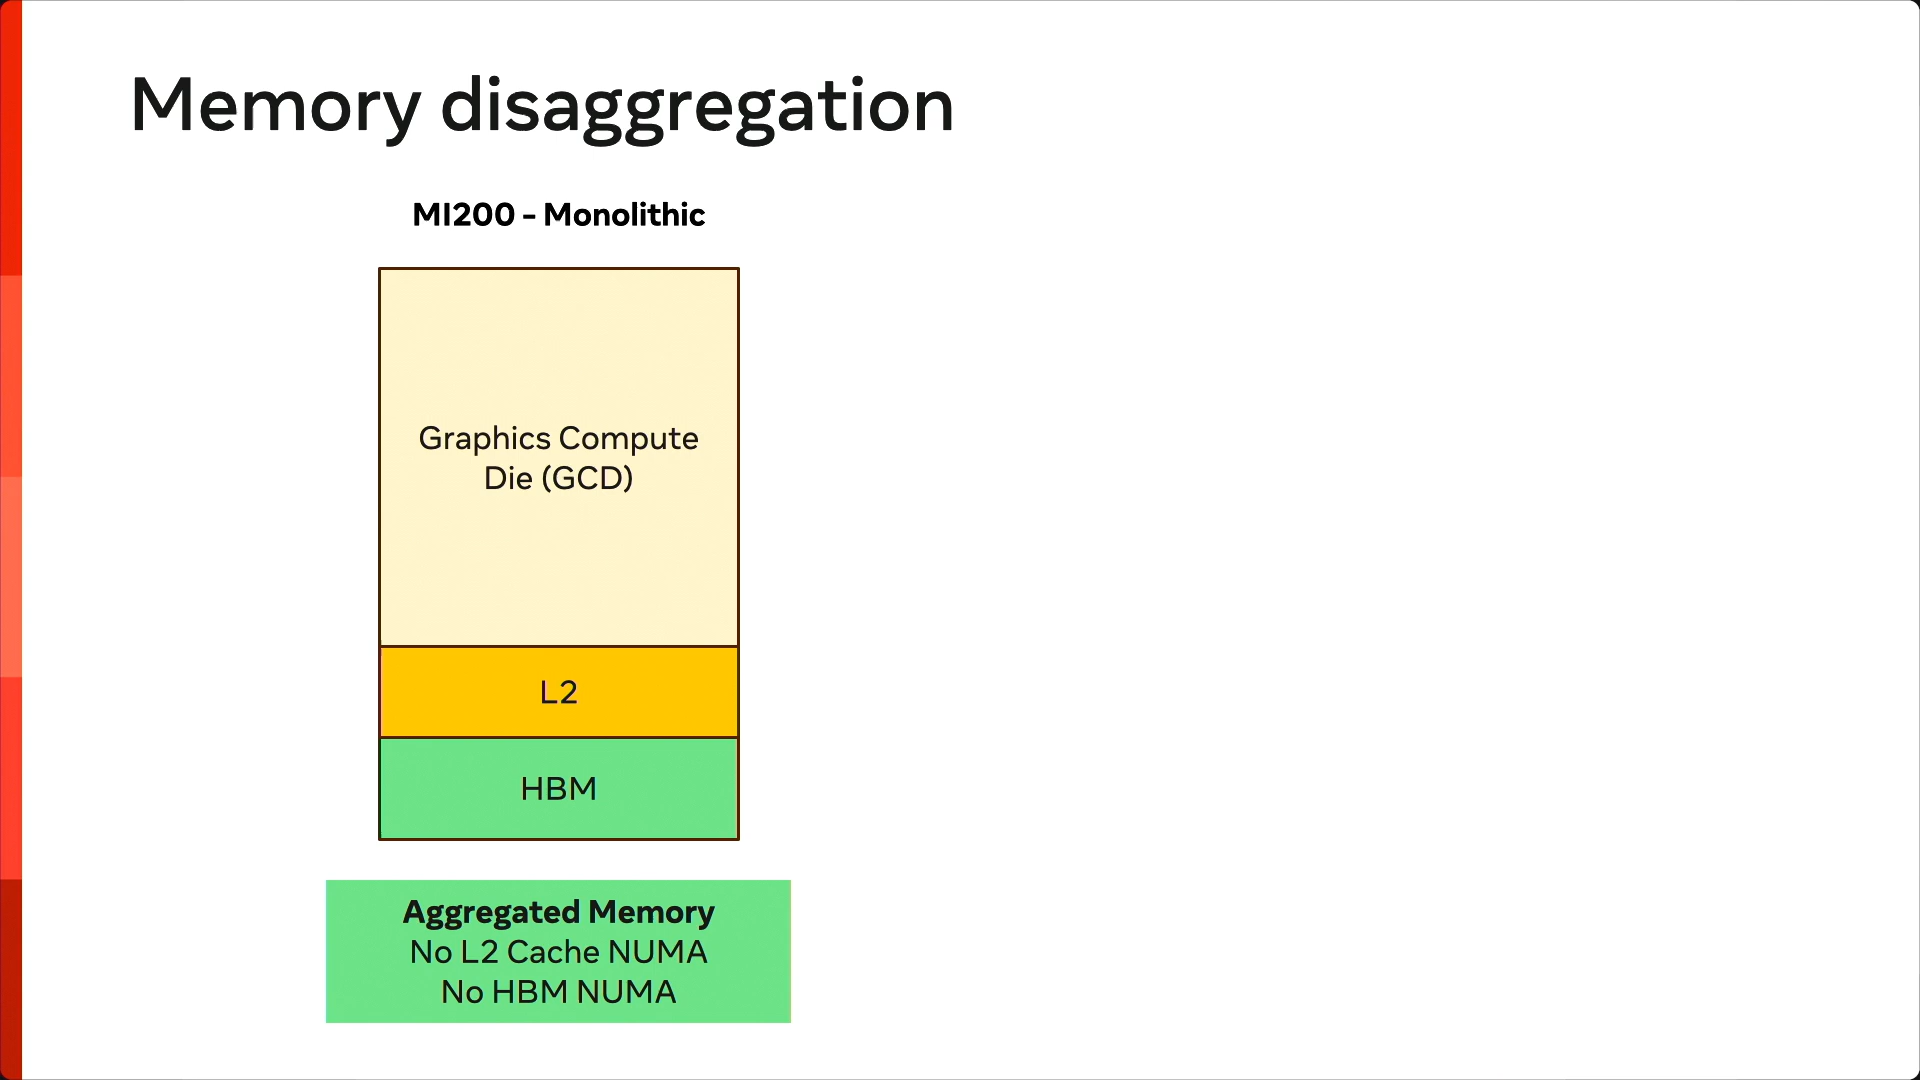 Memory disaggregation
MI200 - Monolithic
Graphics Compute
Die (GCD)
L2
HBM
Aggregated Memory
No L2 Cache NUMA
No HBM NUMA